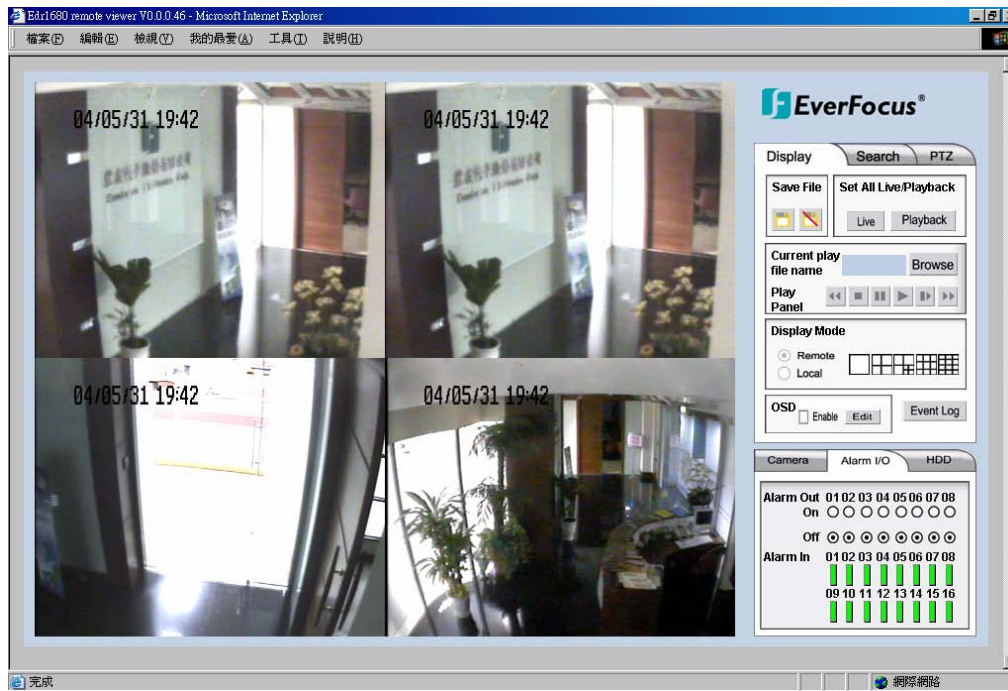 Edr1680 remote viewer V0.0.0.46 - Microsoft Internet Explorer
檔案(F) 編輯(E) 檢視(V) 我的最愛(A) 工具(T) 說明(H)
04/05/31 19:42
04/05/31 19:42
04/05/31 19:42
04/05/31 19:42
EverFocus®
Display Search PTZ
Save File Set All Live/Playback
Live Playback
Current play
file name Browse
Play
Panel
Display Mode
Remote
Local
OSD Enable Edit Event Log
Camera Alarm I/O HDD
Alarm Out 01 02 03 04 05 06 07 08
On
Off
Alarm In 01 02 03 04 05 06 07 08
09 10 11 12 13 14 15 16
完成 網際網路